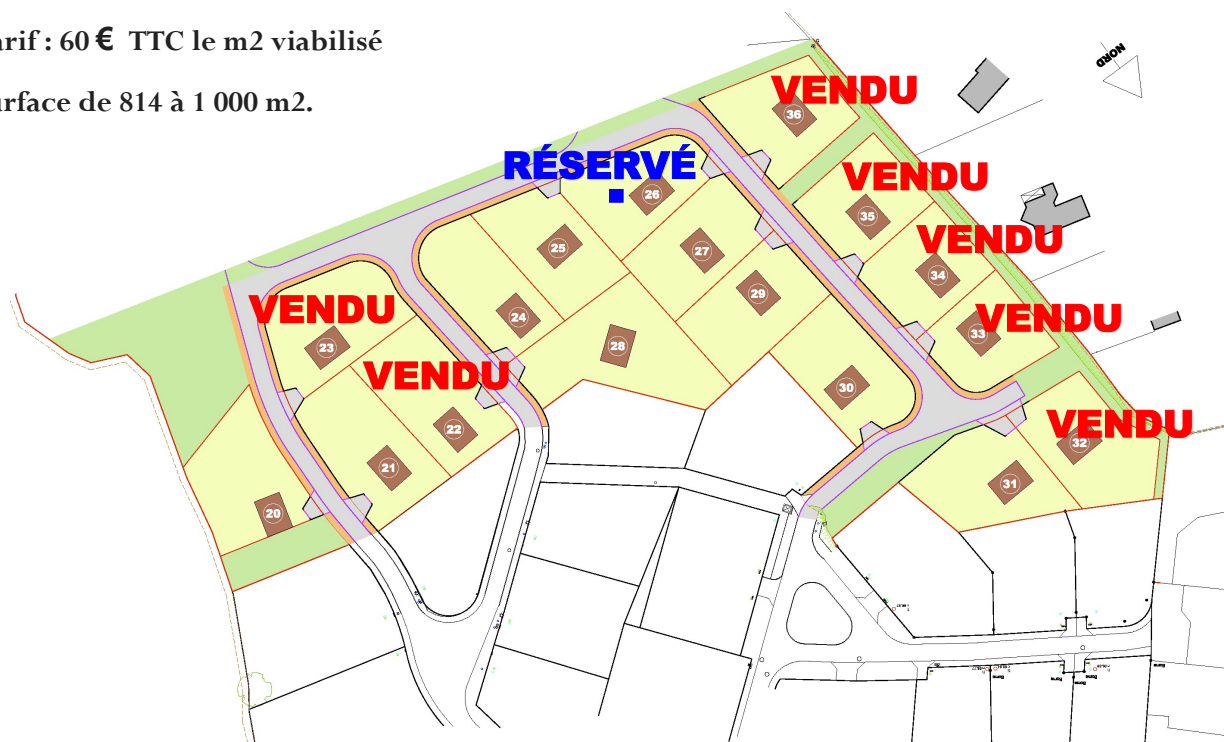 arif : 60 € TTC le m2 viabilisé
urface de 814 à 1 000 m2.
NORD
VENDU
36
RÉSERVÉ
26
VENDU
35
25
27
VENDU
34
29
VENDU
23
24
VENDU
33
28
VENDU
22
30
VENDU
32
21
31
20